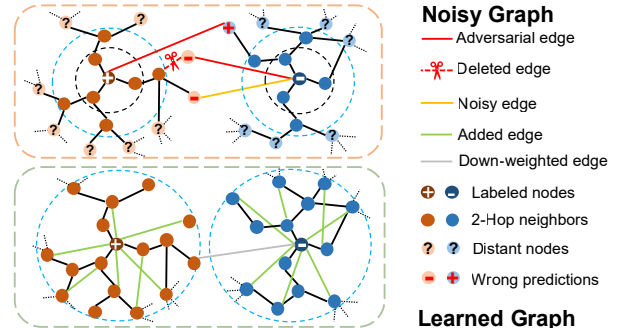 Noisy Graph
Adversarial edge
Deleted edge
Noisy edge
Added edge
Down-weighted edge
+ - Labeled nodes
2-Hop neighbors
? ? Distant nodes
- + Wrong predictions
Learned Graph
? ? ? ? ? ? ? ? ? ? ? ? ?
+ - + - -
+ -